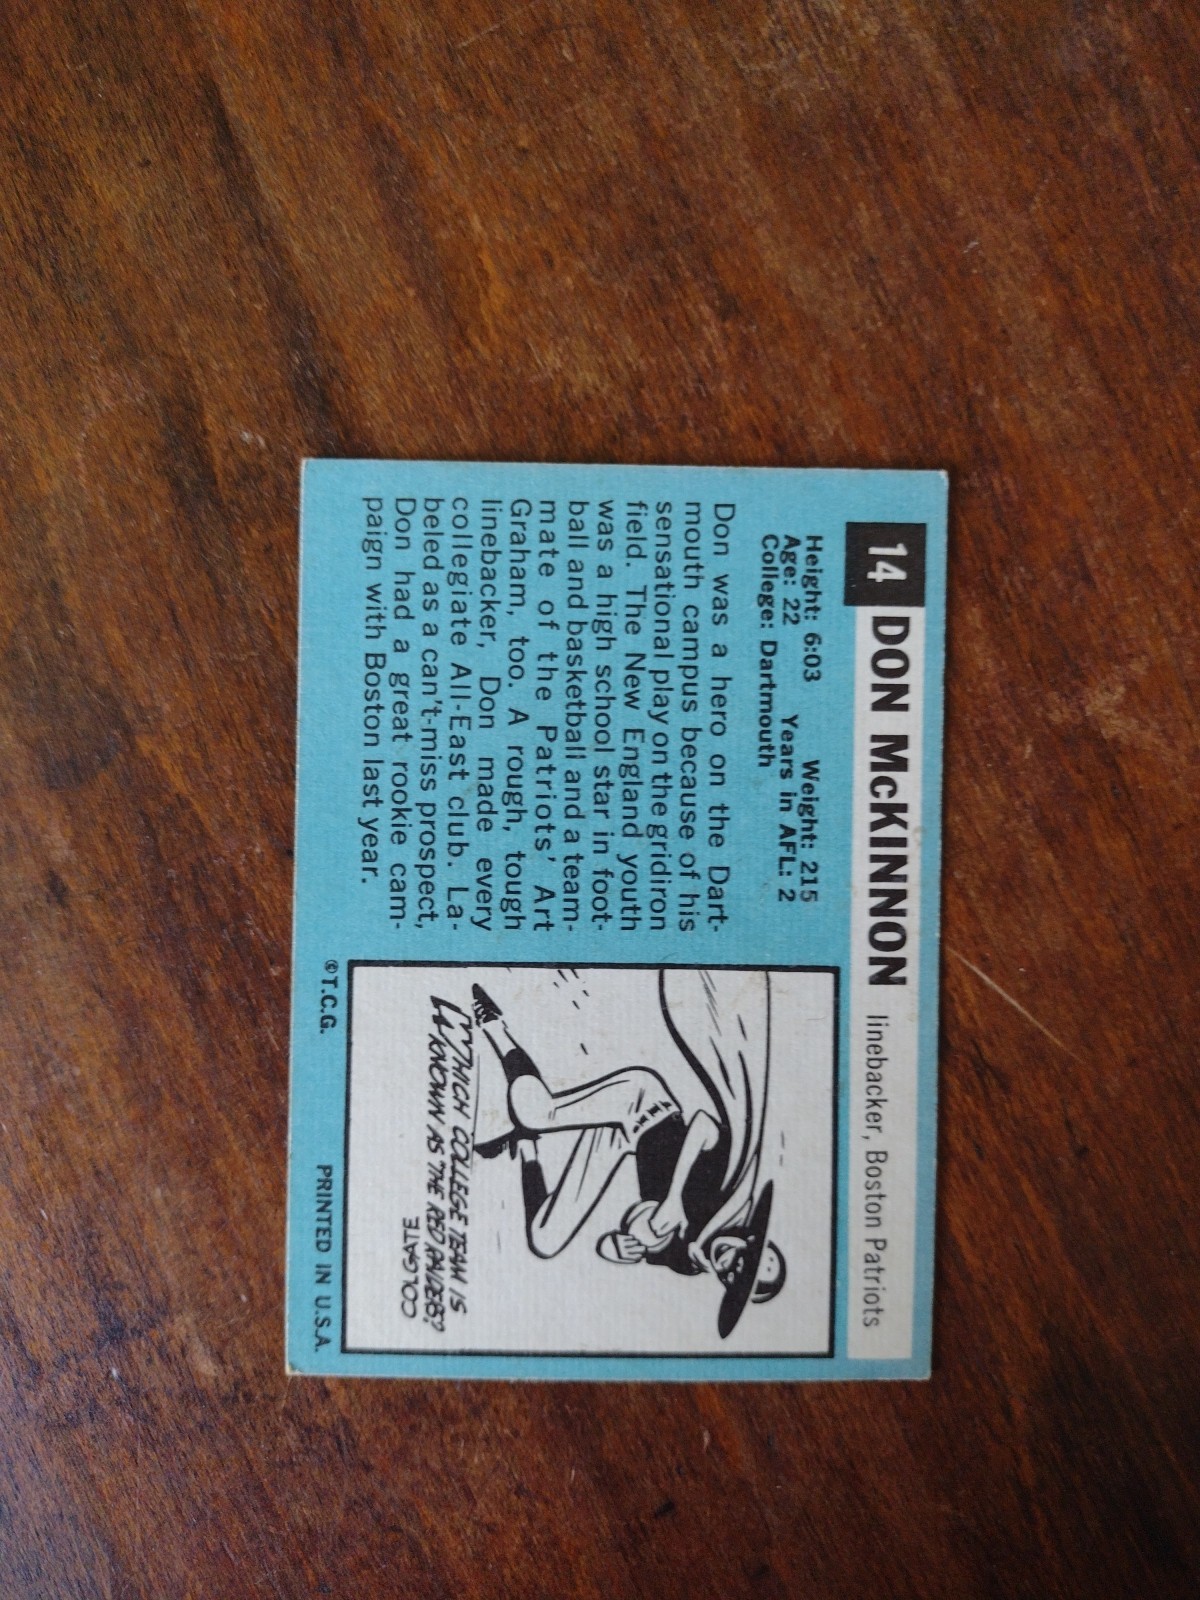 14 DON McKINNON linebacker, Boston Patriots
Height: 6:03 Weight: 215
Age: 22 Years in AFL: 2
College: Dartmouth
Don was a hero on the Dart-
mouth campus because of his
sensational play on the gridiron
field. The New England youth
was a high school star in foot-
ball and basketball and a team-
mate of the Patriots' Art
Graham, too. A rough, tough
linebacker, Don made every
collegiate All-East club. La-
beled as a can't-miss prospect,
Don had a great rookie cam-
paign with Boston last year.
WHICH COLLEGE TEAM IS
KNOWN AS THE RED RAIDERS?
COLGATE
©T.C.G. PRINTED IN U.S.A.